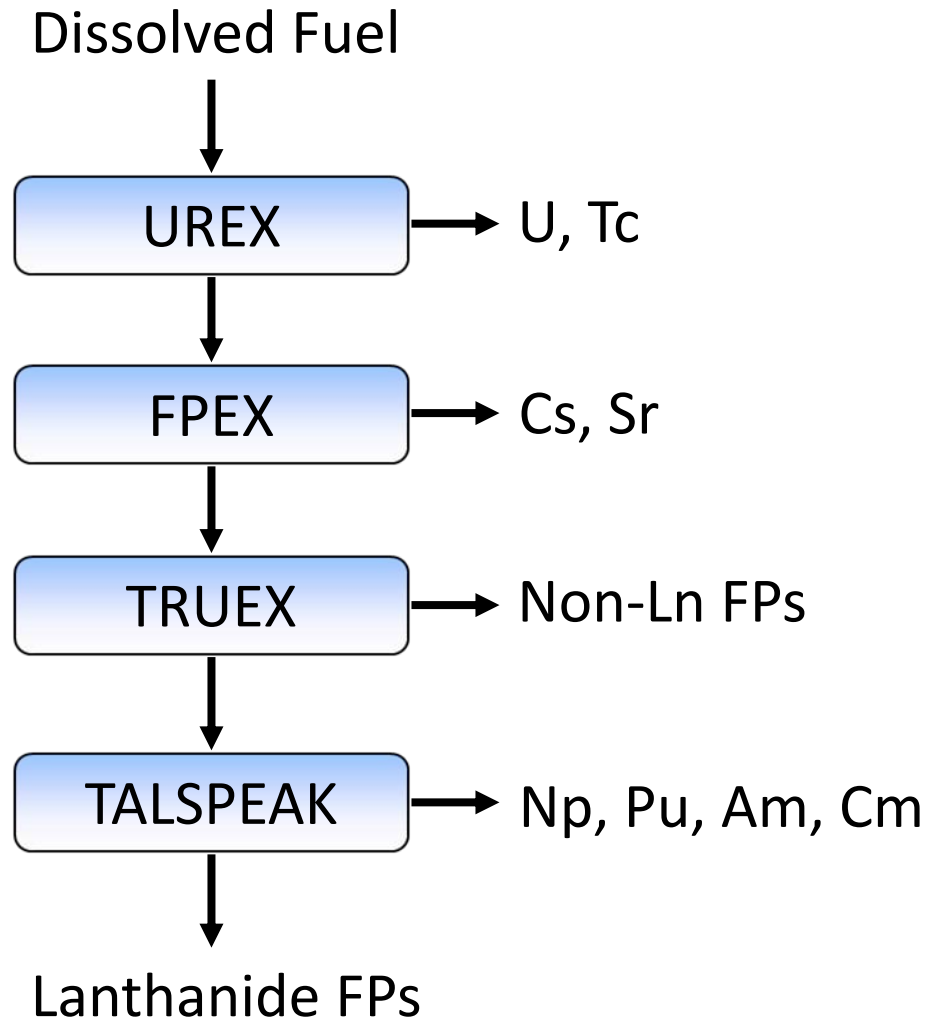 Dissolved Fuel
UREX
U, Tc
FPEX
Cs, Sr
TRUEX
Non-Ln FPs
TALSPEAK
Np, Pu, Am, Cm
Lanthanide FPs